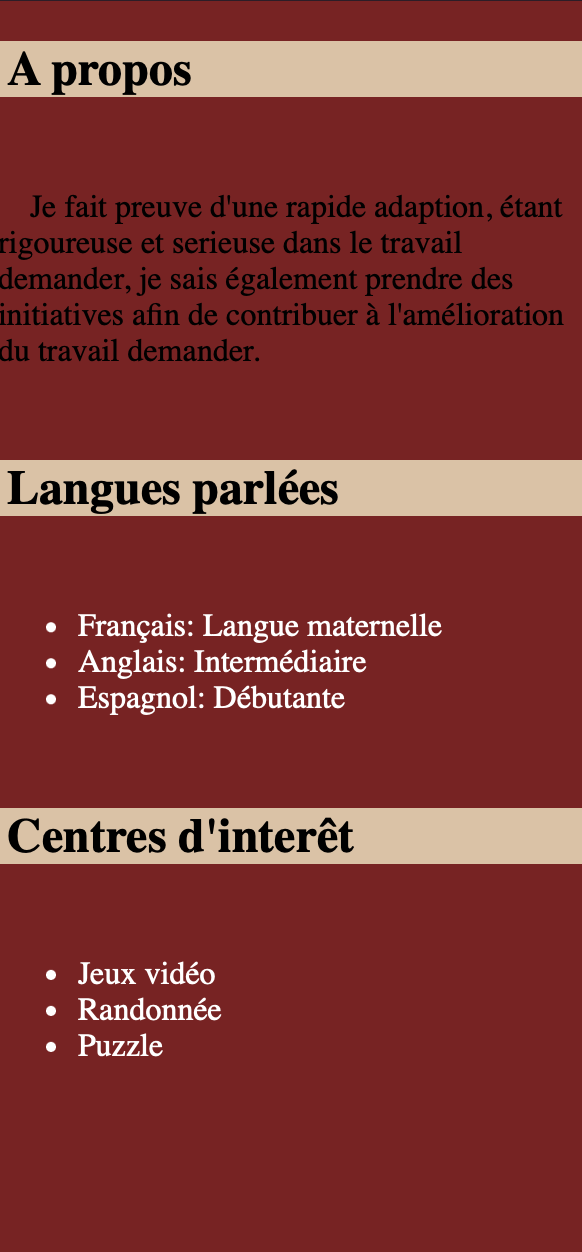 A propos
Je fait preuve d'une rapide adaption, étant
rigoureuse et serieuse dans le travail
demander, je sais également prendre des
initiatives afin de contribuer à l'amélioration
du travail demander.
Langues parlées
Français: Langue maternelle
Anglais: Intermédiaire
Espagnol: Débutante
Centres d'interêt
Jeux vidéo
Randonnée
Puzzle